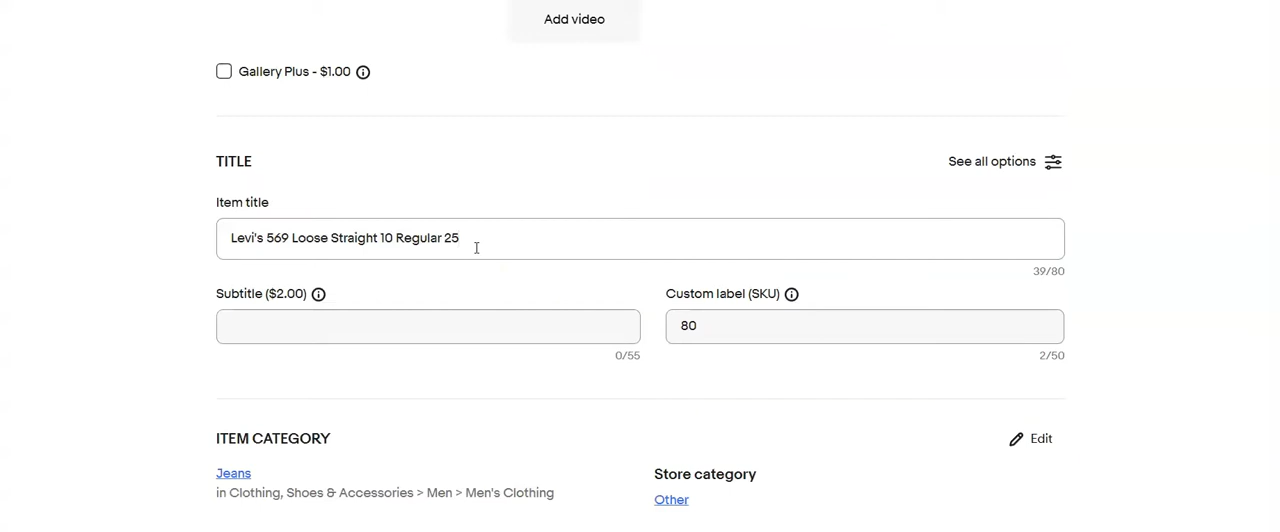 Add video
Gallery Plus - $1.00
TITLE
See all options
Item title
Levi's 569 Loose Straight 10 Regular 25
39/80
Subtitle ($2.00)
Custom label (SKU)
80
0/55
2/50
ITEM CATEGORY
Edit
Jeans
in Clothing, Shoes & Accessories > Men > Men's Clothing
Store category
Other